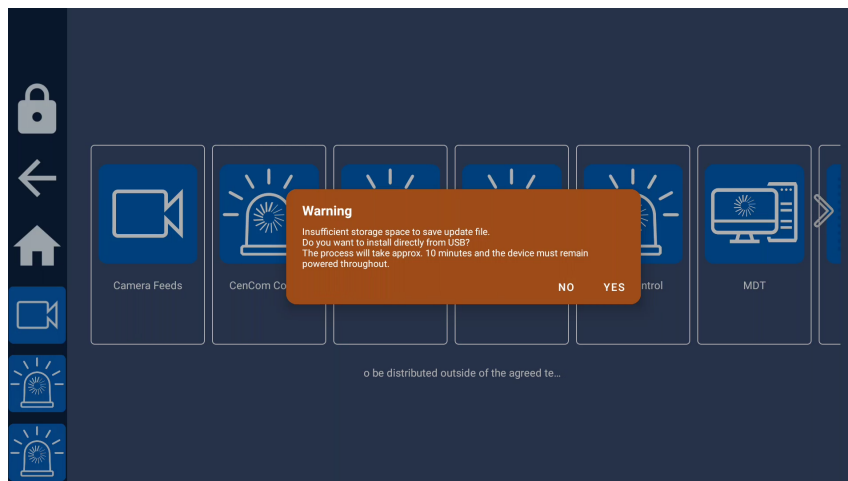 Warning
Insufficient storage space to save update file.
Do you want to install directly from USB?
The process will take approx. 10 minutes and the device must remain
powered throughout.
NO YES
Camera Feeds
CenCom Co
ntrol
MDT
o be distributed outside of the agreed te…